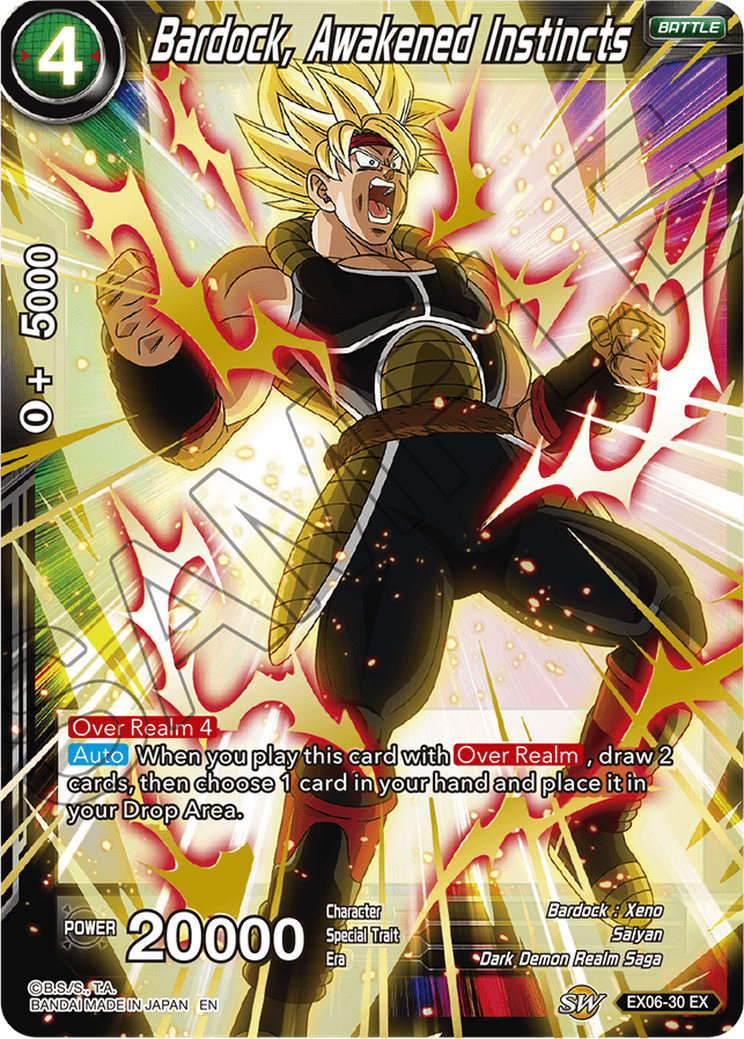 4
Bardock, Awakened Instincts
BATTLE
0+ 5000
SAMPLE
Over Realm 4
Auto When you play this card with Over Realm , draw 2
cards, then choose 1 card in your hand and place it in
your Drop Area.
POWER 20000
Character Bardock : Xeno
Special Trait Saiyan
Era Dark Demon Realm Saga
©B.S./S., T.A.
BANDAI MADE IN JAPAN EN
SW
EX06-30 EX